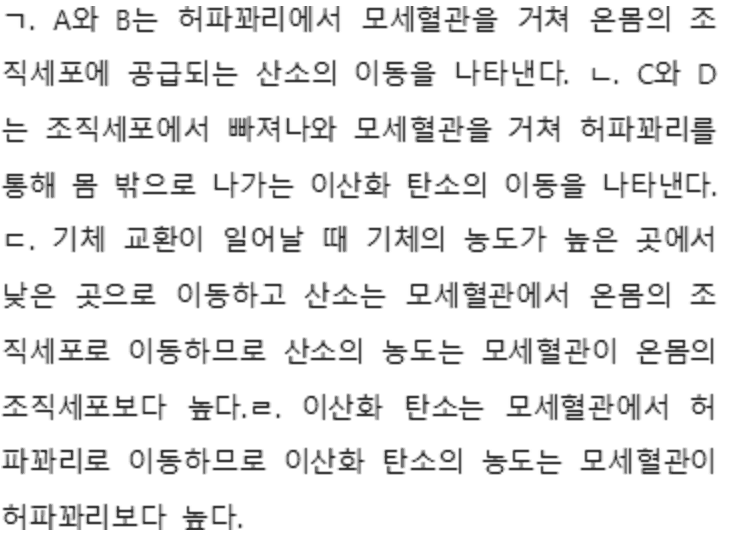 ㄱ. A와 B는 허파꽈리에서 모세혈관을 거쳐 온몸의 조
직세포에 공급되는 산소의 이동을 나타낸다. ㄴ. C와 D
는 조직세포에서 빠져나와 모세혈관을 거쳐 허파꽈리를
통해 몸 밖으로 나가는 이산화 탄소의 이동을 나타낸다.
ㄷ. 기체 교환이 일어날 때 기체의 농도가 높은 곳에서
낮은 곳으로 이동하고 산소는 모세혈관에서 온몸의 조
직세포로 이동하므로 산소의 농도는 모세혈관이 온몸의
조직세포보다 높다.ㄹ. 이산화 탄소는 모세혈관에서 허
파꽈리로 이동하므로 이산화 탄소의 농도는 모세혈관이
허파꽈리보다 높다.